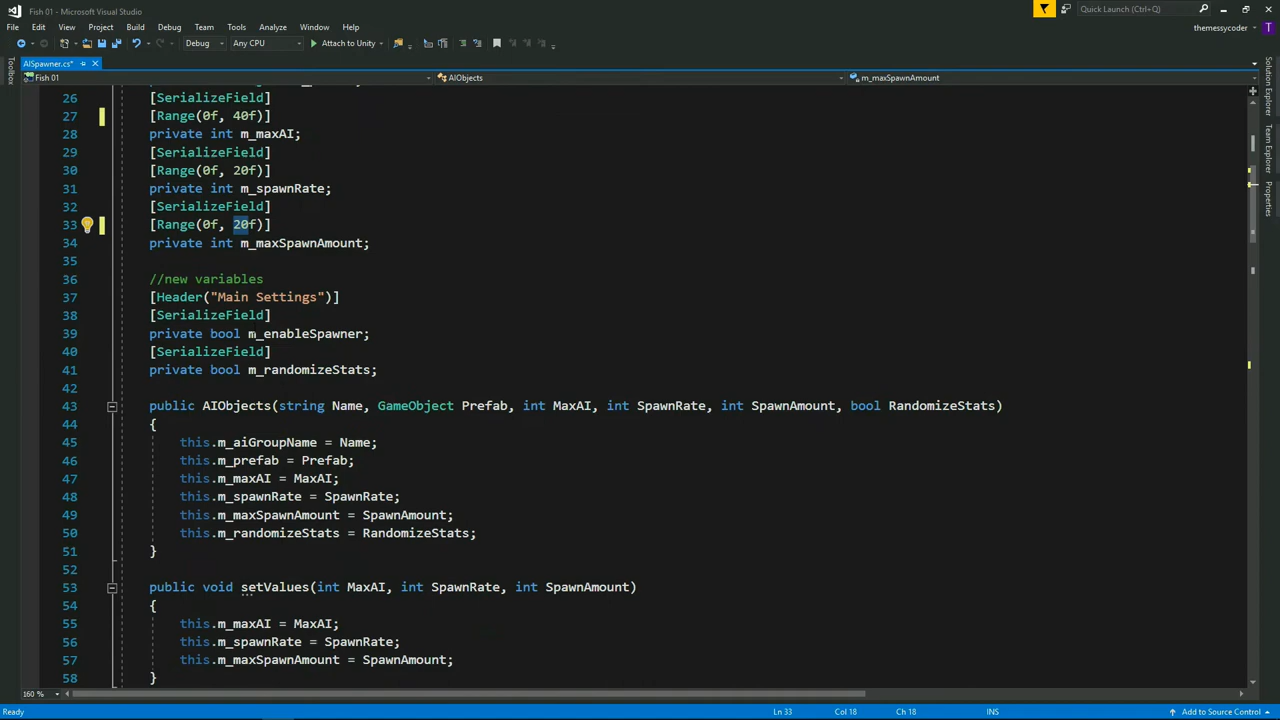 Fish 01 - Microsoft Visual Studio
Quick Launch (Ctrl+Q)
File Edit View Project Build Debug Team Tools Analyze Window Help
themessycoder T
Debug Any CPU Attach to Unity
AISpawner.cs*
Fish 01 AIObjects m_maxSpawnAmount
26 [SerializeField]
27 [Range(0f, 40f)]
28 private int m_maxAI;
29 [SerializeField]
30 [Range(0f, 20f)]
31 private int m_spawnRate;
32 [SerializeField]
33 [Range(0f, 20f)]
34 private int m_maxSpawnAmount;
35
36 //new variables
37 [Header("Main Settings")]
38 [SerializeField]
39 private bool m_enableSpawner;
40 [SerializeField]
41 private bool m_randomizeStats;
42
43 public AIObjects(string Name, GameObject Prefab, int MaxAI, int SpawnRate, int SpawnAmount, bool RandomizeStats)
44 {
45 this.m_aiGroupName = Name;
46 this.m_prefab = Prefab;
47 this.m_maxAI = MaxAI;
48 this.m_spawnRate = SpawnRate;
49 this.m_maxSpawnAmount = SpawnAmount;
50 this.m_randomizeStats = RandomizeStats;
51 }
52
53 public void setValues(int MaxAI, int SpawnRate, int SpawnAmount)
54 {
55 this.m_maxAI = MaxAI;
56 this.m_spawnRate = SpawnRate;
57 this.m_maxSpawnAmount = SpawnAmount;
58 }
160 %
Ready Ln 33 Col 18 Ch 18 INS Add to Source Control
Toolbox
Solution Explorer
Team Explorer
Properties